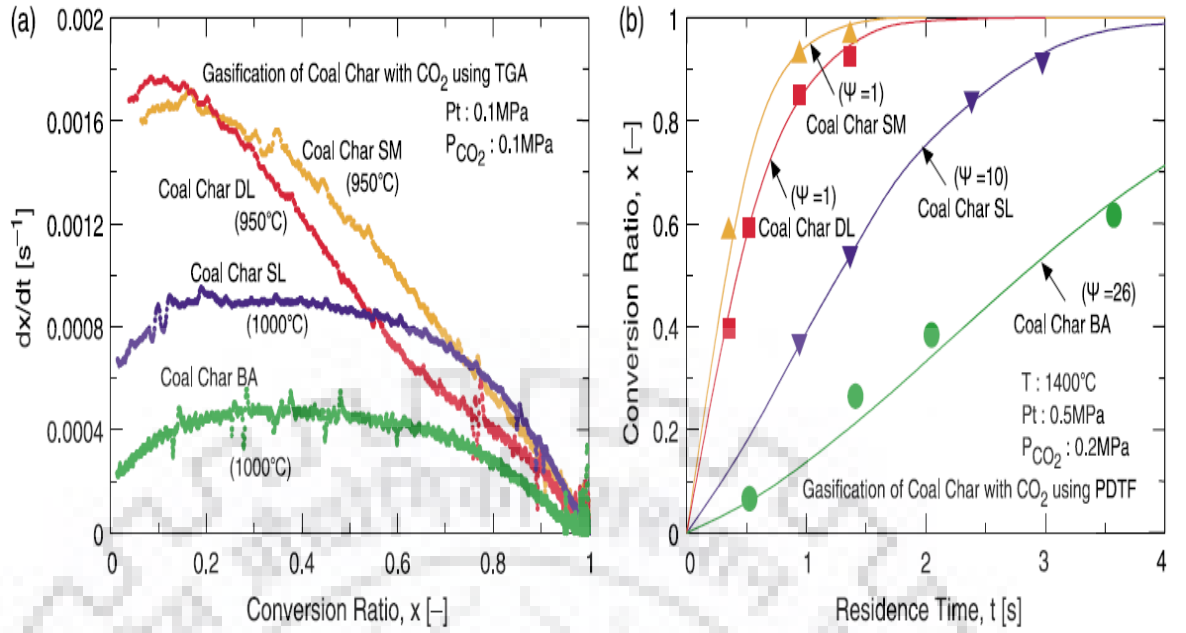 (a)
0.002
0.0016
0.0012
0.0008
0.0004
0
dx/dt [s⁻¹]
Gasification of Coal Char with CO₂ using TGA
Pt : 0.1MPa
P_CO₂ : 0.1MPa
Coal Char SM
(950°C)
Coal Char DL
(950°C)
Coal Char SL
(1000°C)
Coal Char BA
(1000°C)
0 0.2 0.4 0.6 0.8 1
Conversion Ratio, x [–]
(b)
1
0.8
0.6
0.4
0.2
0
Conversion Ratio, x [–]
(Ψ=1)
Coal Char SM
(Ψ=1)
Coal Char DL
(Ψ=10)
Coal Char SL
(Ψ=26)
Coal Char BA
T : 1400°C
Pt : 0.5MPa
P_CO₂ : 0.2MPa
Gasification of Coal Char with CO₂ using PDTF
0 1 2 3 4
Residence Time, t [s]